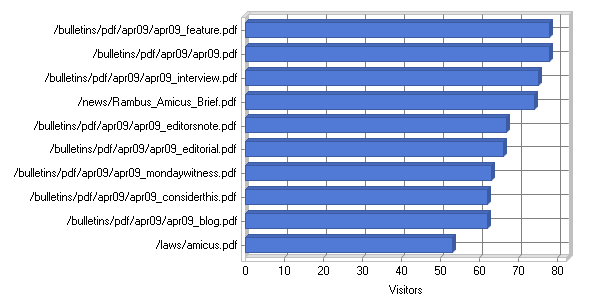 /bulletins/pdf/apr09/apr09_feature.pdf
/bulletins/pdf/apr09/apr09.pdf
/bulletins/pdf/apr09/apr09_interview.pdf
/news/Rambus_Amicus_Brief.pdf
/bulletins/pdf/apr09/apr09_editorsnote.pdf
/bulletins/pdf/apr09/apr09_editorial.pdf
/bulletins/pdf/apr09/apr09_mondaywitness.pdf
/bulletins/pdf/apr09/apr09_considerthis.pdf
/bulletins/pdf/apr09/apr09_blog.pdf
/laws/amicus.pdf
0 10 20 30 40 50 60 70 80
Visitors